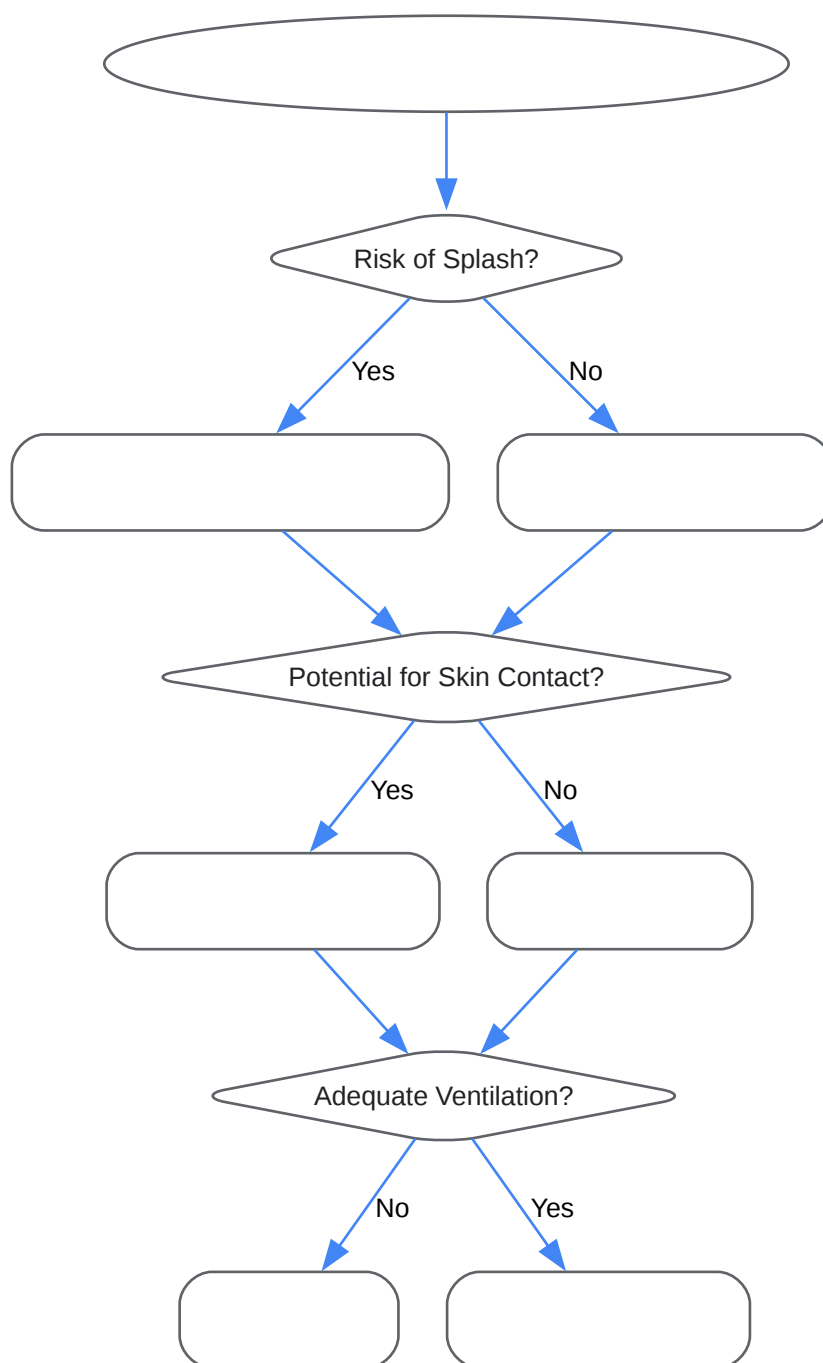 Risk of Splash?
Yes
No
Potential for Skin Contact?
Yes
No
Adequate Ventilation?
No
Yes